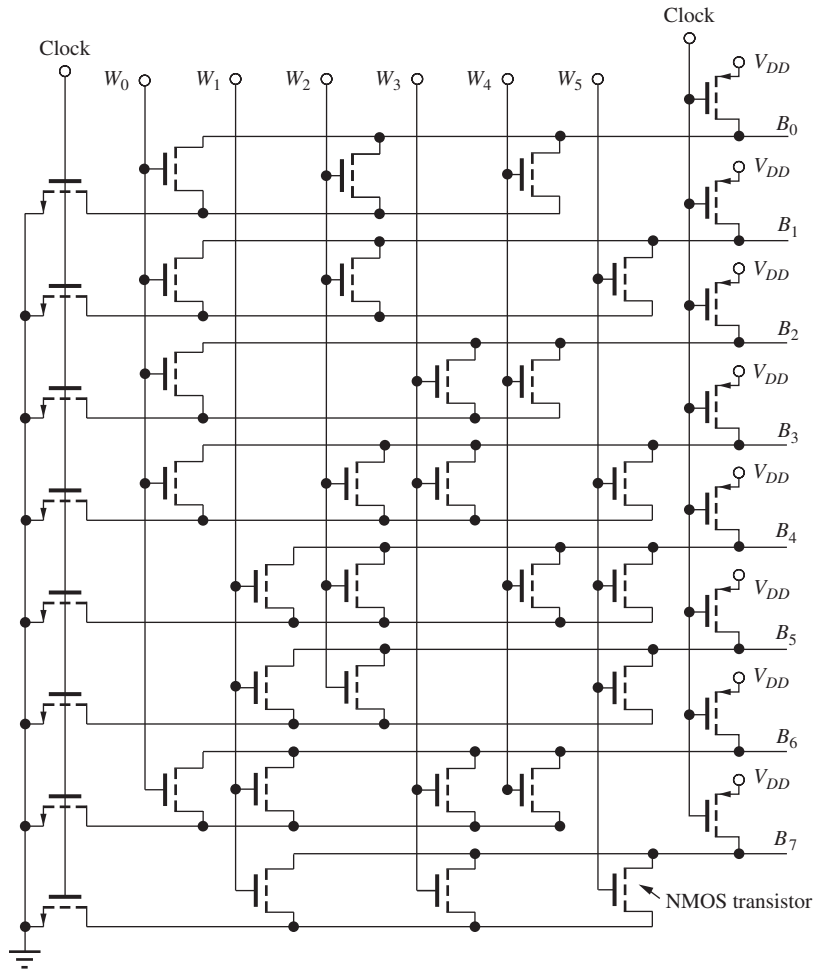 Clock
Clock
W0
W1
W2
W3
W4
W5
VDD
B0
VDD
B1
VDD
B2
VDD
B3
VDD
B4
VDD
B5
VDD
B6
VDD
B7
NMOS transistor